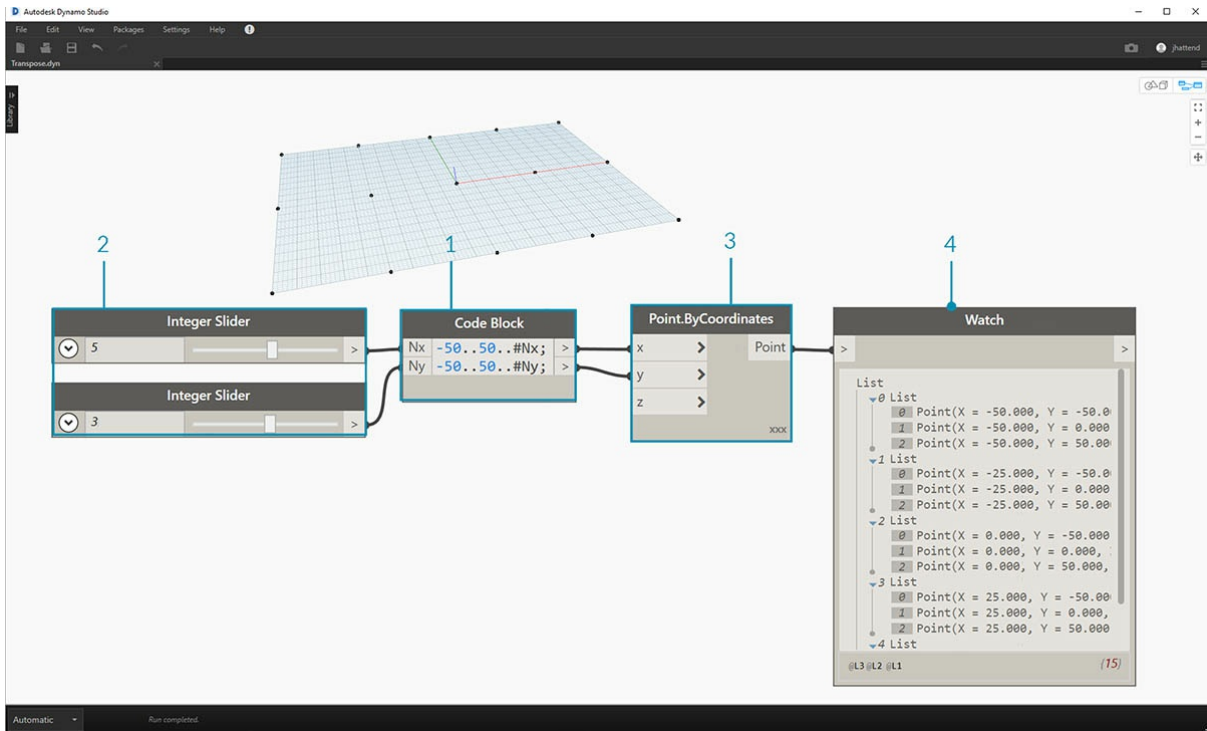 Autodesk Dynamo Studio
File Edit View Packages Settings Help !
jhattend
Transpose.dyn
Library
2
1
3
4
Integer Slider
5 >
Integer Slider
3 >
Code Block
Nx -50..50..#Nx; >
Ny -50..50..#Ny; >
Point.ByCoordinates
x > Point
y >
z >
xxx
Watch
> >
List
0 List
0 Point(X = -50.000, Y = -50.0
1 Point(X = -50.000, Y = 0.000
2 Point(X = -50.000, Y = 50.00
1 List
0 Point(X = -25.000, Y = -50.0
1 Point(X = -25.000, Y = 0.000
2 Point(X = -25.000, Y = 50.00
2 List
0 Point(X = 0.000, Y = -50.000
1 Point(X = 0.000, Y = 0.000,
2 Point(X = 0.000, Y = 50.000,
3 List
0 Point(X = 25.000, Y = -50.00
1 Point(X = 25.000, Y = 0.000,
2 Point(X = 25.000, Y = 50.000
4 List
@L3 @L2 @L1 {15}
Automatic Run completed.